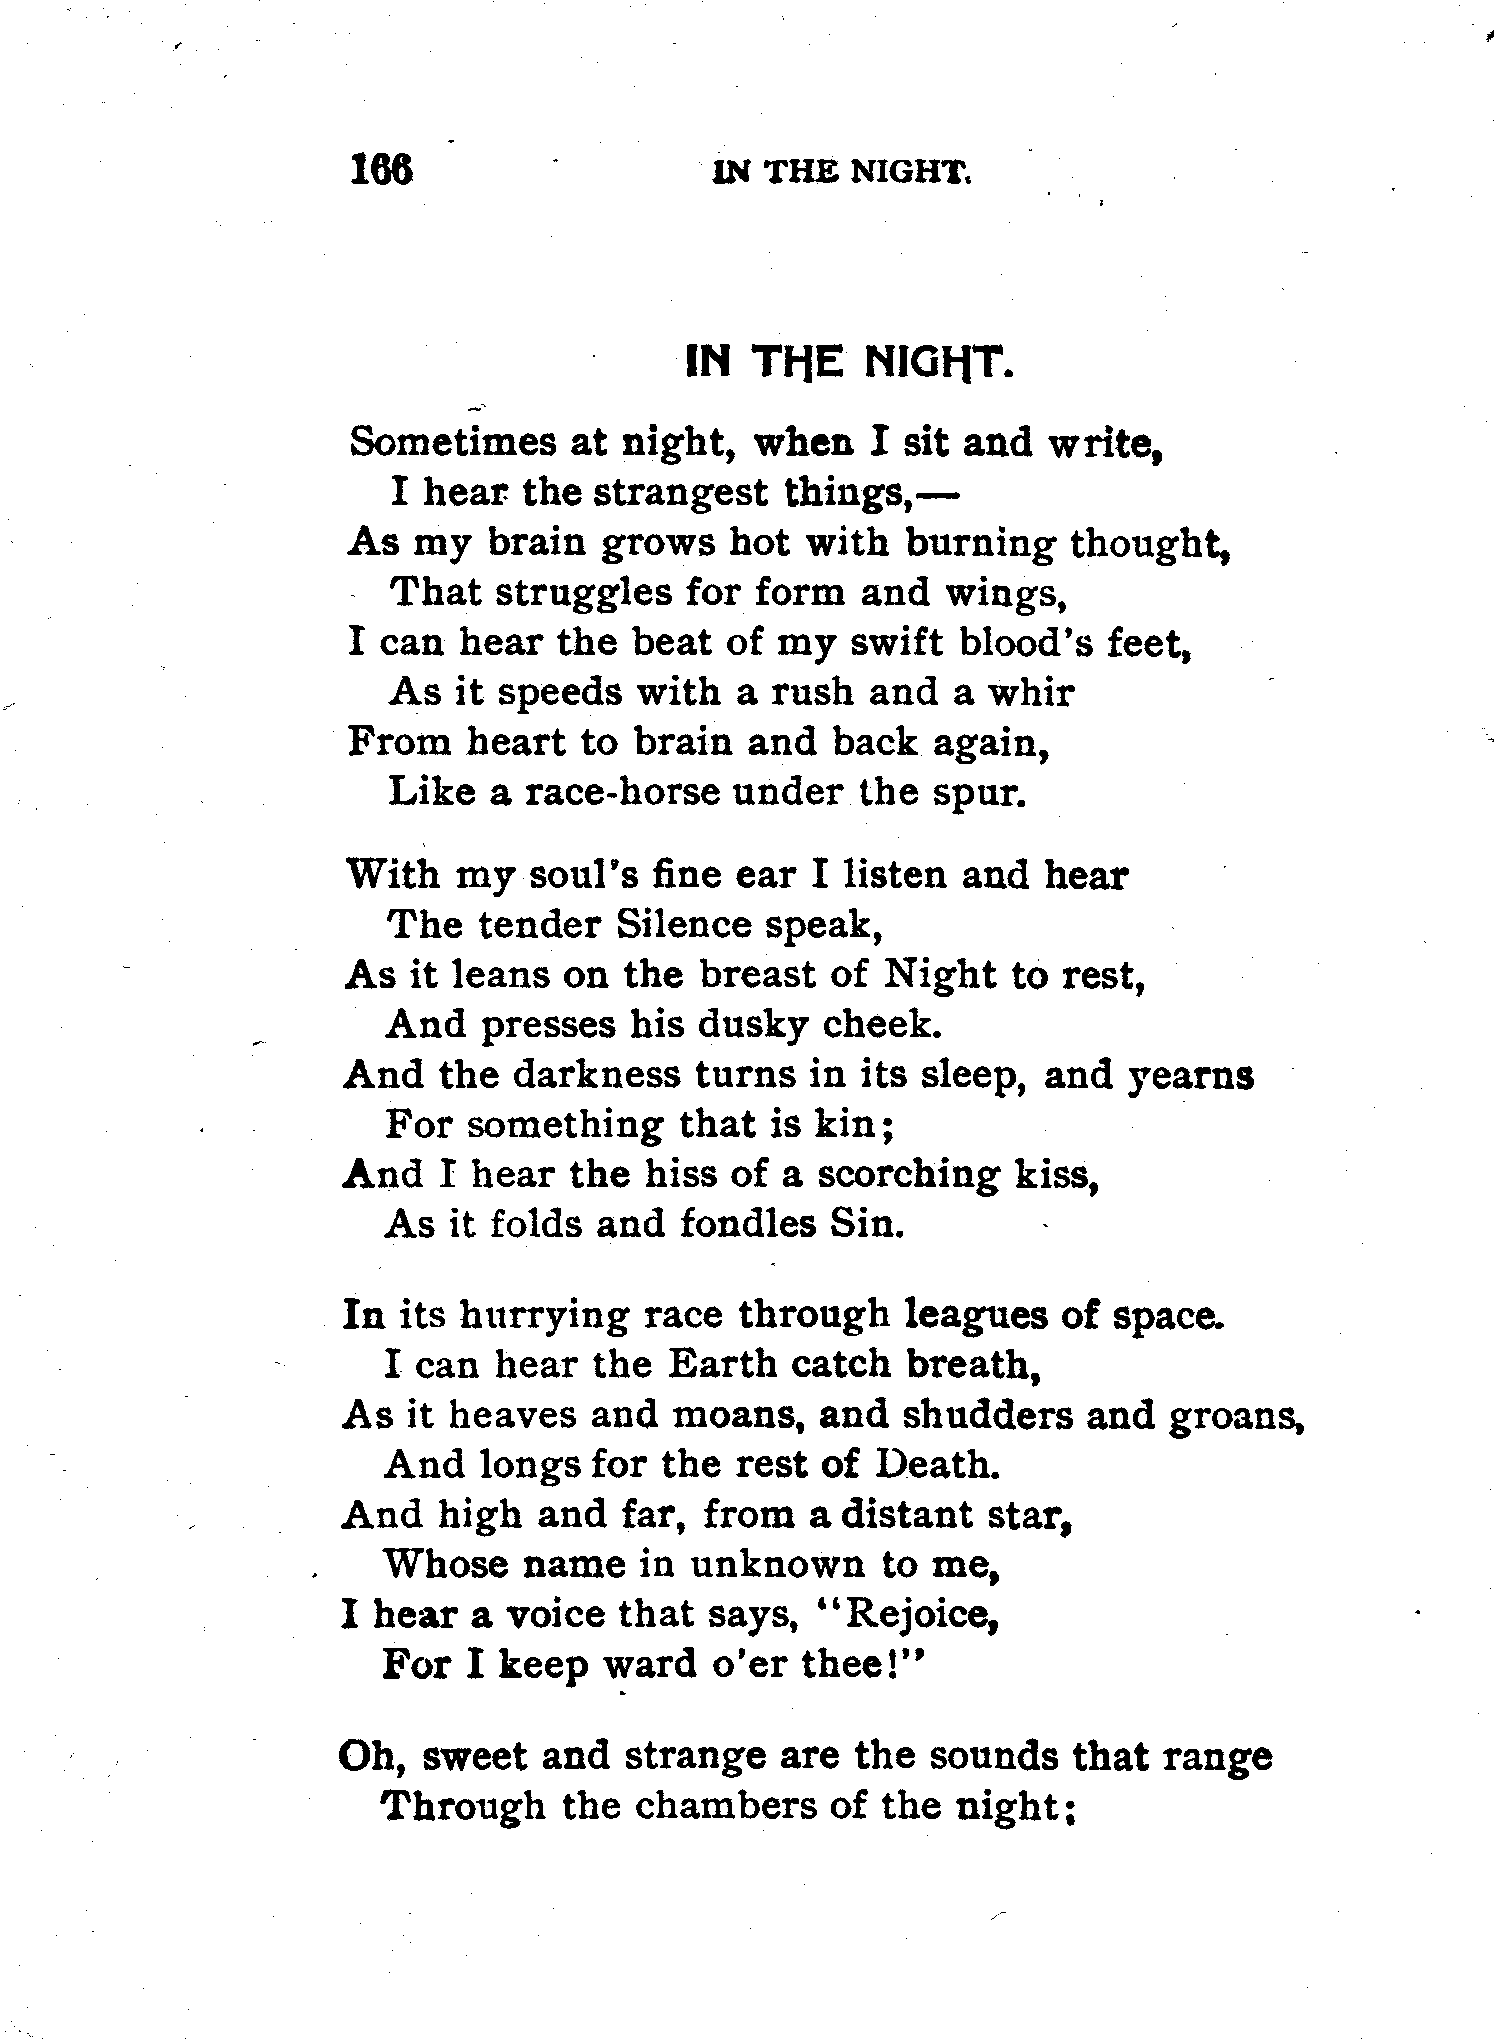 166 IN THE NIGHT.
IN THE NIGHT.
Sometimes at night, when I sit and write,
I hear the strangest things,—
As my brain grows hot with burning thought,
That struggles for form and wings,
I can hear the beat of my swift blood's feet,
As it speeds with a rush and a whir
From heart to brain and back again,
Like a race-horse under the spur.
With my soul's fine ear I listen and hear
The tender Silence speak,
As it leans on the breast of Night to rest,
And presses his dusky cheek.
And the darkness turns in its sleep, and yearns
For something that is kin;
And I hear the hiss of a scorching kiss,
As it folds and fondles Sin.
In its hurrying race through leagues of space.
I can hear the Earth catch breath,
As it heaves and moans, and shudders and groans,
And longs for the rest of Death.
And high and far, from a distant star,
Whose name in unknown to me,
I hear a voice that says, “Rejoice,
For I keep ward o'er thee!”
Oh, sweet and strange are the sounds that range
Through the chambers of the night;